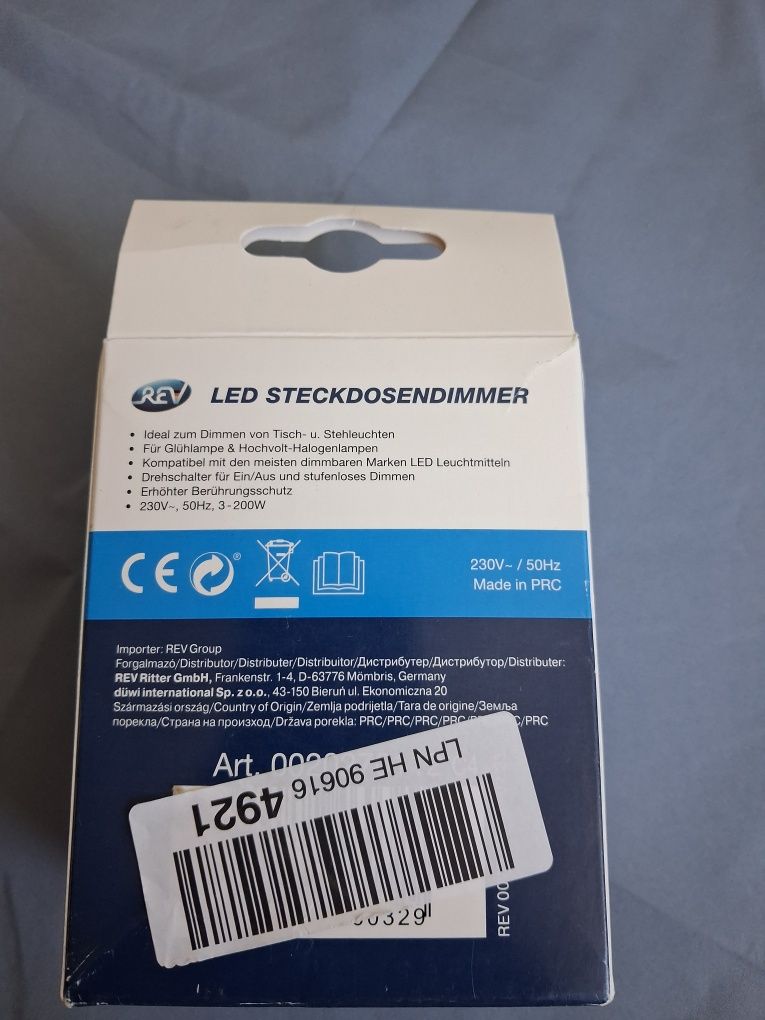 REV LED STECKDOSENDIMMER
• Ideal zum Dimmen von Tisch- u. Stehleuchten
• Für Glühlampe & Hochvolt-Halogenlampen
• Kompatibel mit den meisten dimmbaren Marken LED Leuchtmitteln
• Drehschalter für Ein/Aus und stufenloses Dimmen
• Erhöhter Berührungsschutz
• 230V~, 50Hz, 3-200W
CE ®
230V~ / 50Hz
Made in PRC
Importer: REV Group
Forgalmazó/Distributor/Distributer/Distribuitor/Дистрибутер/Дистрибутор/Distributer:
REV Ritter GmbH, Frankenstr. 1-4, D-63776 Mömbris, Germany
düwi international Sp. z o.o., 43-150 Bieruń ul. Ekonomiczna 20
Származási ország/Country of Origin/Zemlja podrijetla/Tara de origine/Земља
порекла/Страна на произход/Država porekla: PRC/PRC/PRC/PRC/ /PRC
Art.
LPN HE 90616 4921
00329
REV